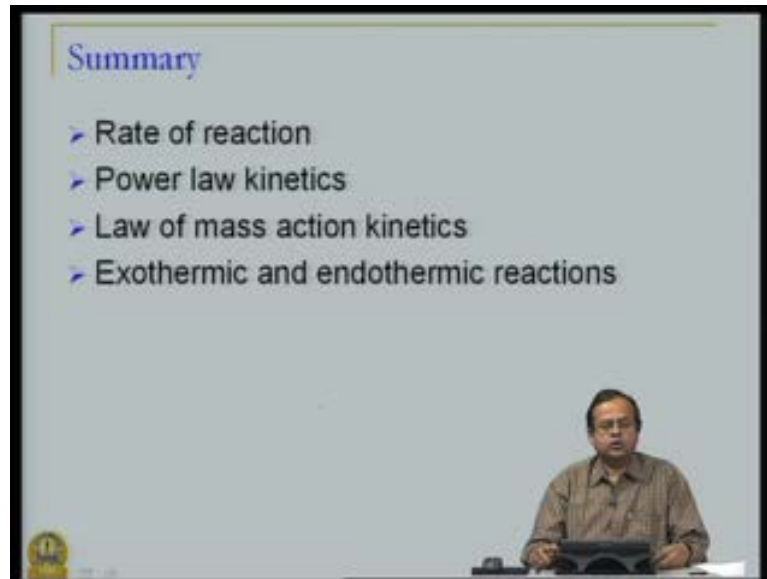 Summary
Rate of reaction
Power law kinetics
Law of mass action kinetics
Exothermic and endothermic reactions